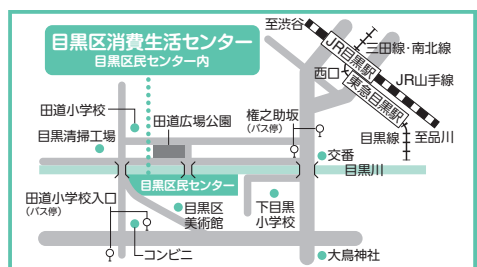 目黒区消費生活センター
目黒区民センター内
至渋谷
三田線・南北線
JR目黒駅
西口
JR山手線
東急目黒駅
田道小学校
田道広場公園
権之助坂
(バス停)
目黒線
至品川
目黒清掃工場
交番
目黒川
目黒区民センター
田道小学校入口
(バス停)
目黒区
美術館
下目黒
小学校
コンビニ
大鳥神社